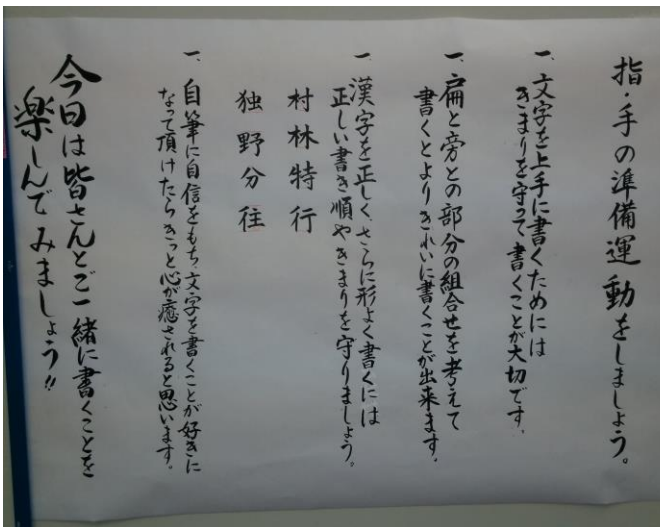 指・手の準備運動をしましょう。
一、文字を上手に書くためには
きまりを守って書くことが大切です。
一、扁と旁との部分の組合せを考えて
書くとよりきれいに書くことが出来ます。
一、漢字を正しく、さらに形よく書くには
正しい書き順やきまりを守りましょう。
村林特行
独野分往
一、自筆に自信をもち、文字を書くことが好きに
なって頂けたらきっと心が癒されると思います。
今日は皆さんとご一緒に書くことを
楽しんでみましょう!!